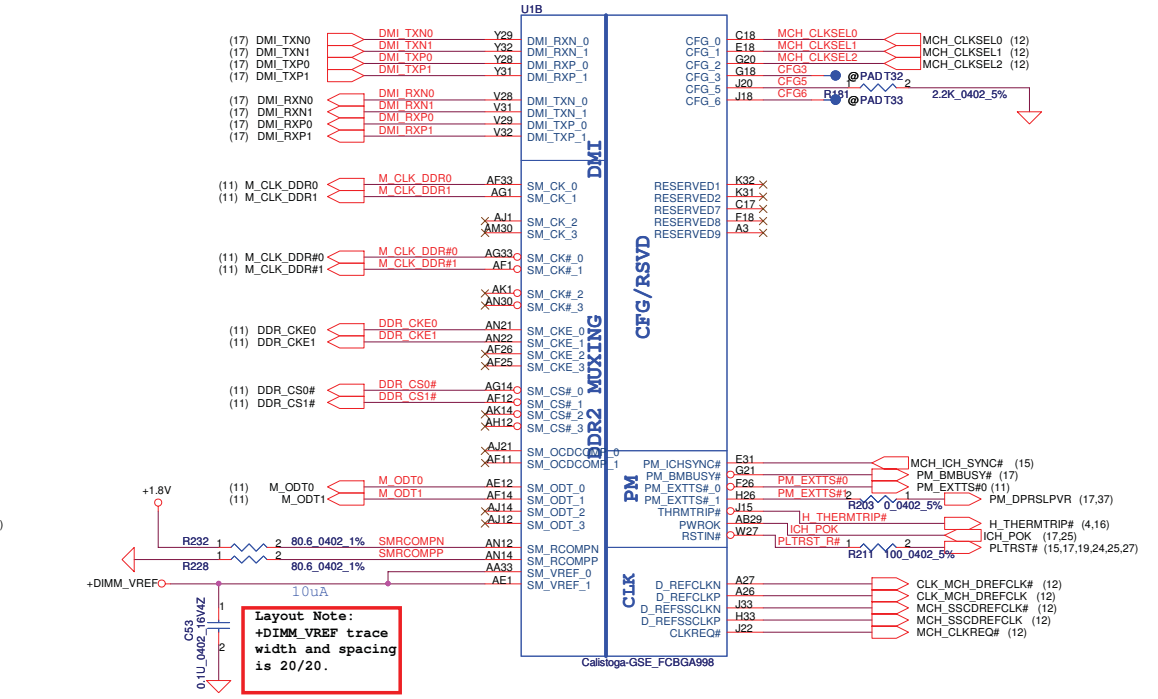 U1B
(17) DMI_TXN0 DMI_TXN0 Y29 DMI_RXN_0
(17) DMI_TXN1 DMI_TXN1 Y32 DMI_RXN_1
(17) DMI_TXP0 DMI_TXP0 Y28 DMI_RXP_0
(17) DMI_TXP1 DMI_TXP1 Y31 DMI_RXP_1
(17) DMI_RXN0 DMI_RXN0 V28 DMI_TXN_0
(17) DMI_RXN1 DMI_RXN1 V31 DMI_TXN_1
(17) DMI_RXP0 DMI_RXP0 V29 DMI_TXP_0
(17) DMI_RXP1 DMI_RXP1 V32 DMI_TXP_1
DMI
(11) M_CLK_DDR0 M_CLK_DDR0 AF33 SM_CK_0
(11) M_CLK_DDR1 M_CLK_DDR1 AG1 SM_CK_1
AJ1 SM_CK_2
AM30 SM_CK_3
(11) M_CLK_DDR#0 M_CLK_DDR#0 AG33 SM_CK#_0
(11) M_CLK_DDR#1 M_CLK_DDR#1 AF1 SM_CK#_1
AK1 SM_CK#_2
AN30 SM_CK#_3
(11) DDR_CKE0 DDR_CKE0 AN21 SM_CKE_0
(11) DDR_CKE1 DDR_CKE1 AN22 SM_CKE_1
AF26 SM_CKE_2
AF25 SM_CKE_3
(11) DDR_CS0# DDR_CS0# AG14 SM_CS#_0
(11) DDR_CS1# DDR_CS1# AF12 SM_CS#_1
AK14 SM_CS#_2
AH12 SM_CS#_3
DDR2 MUXING
AJ21 SM_OCDCOMP_0
AF11 SM_OCDCOMP_1
(11) M_ODT0 M_ODT0 AE12 SM_ODT_0
(11) M_ODT1 M_ODT1 AF14 SM_ODT_1
AJ14 SM_ODT_2
AJ12 SM_ODT_3
)
+1.8V
R232 1 2 80.6_0402_1% SMRCOMPN AN12 SM_RCOMPN
R228 1 2 80.6_0402_1% SMRCOMPP AN14 SM_RCOMPP
AA33 SM_VREF_0
+DIMM_VREF 10uA AE1 SM_VREF_1
C53
0.1U_0402_16V4Z
1
2
Layout Note:
+DIMM_VREF trace
width and spacing
is 20/20.
CFG_0 C18 MCH_CLKSEL0 MCH_CLKSEL0 (12)
CFG_1 E18 MCH_CLKSEL1 MCH_CLKSEL1 (12)
CFG_2 G20 MCH_CLKSEL2 MCH_CLKSEL2 (12)
CFG_3 G18 CFG3 @PADT32
CFG_5 J20 CFG5 R181 1 2 2.2K_0402_5%
CFG_6 J18 CFG6 @PADT33
RESERVED1 K32
RESERVED2 K31
RESERVED7 C17
RESERVED8 F18
RESERVED9 A3
CFG/RSVD
PM_ICHSYNC# E31 MCH_ICH_SYNC# (15)
PM_BMBUSY# G21 PM_BMBUSY# (17)
PM_EXTTS#_0 F26 PM_EXTTS#0 PM_EXTTS#0 (11)
PM_EXTTS#_1 H26 PM_EXTTS#1 2 1 R203 0_0402_5% PM_DPRSLPVR (17,37)
THRMTRIP# J15 H_THERMTRIP# H_THERMTRIP# (4,16)
PWROK AB29 ICH_POK ICH_POK (17,25)
RSTIN# W27 PLTRST_R# 1 2 R211 100_0402_5% PLTRST# (15,17,19,24,25,27)
PM
D_REFCLKN A27 CLK_MCH_DREFCLK# (12)
D_REFCLKP A26 CLK_MCH_DREFCLK (12)
D_REFSSCLKN J33 MCH_SSCDREFCLK# (12)
D_REFSSCLKP H33 MCH_SSCDREFCLK (12)
CLKREQ# J22 MCH_CLKREQ# (12)
CLK
Calistoga-GSE_FCBGA998